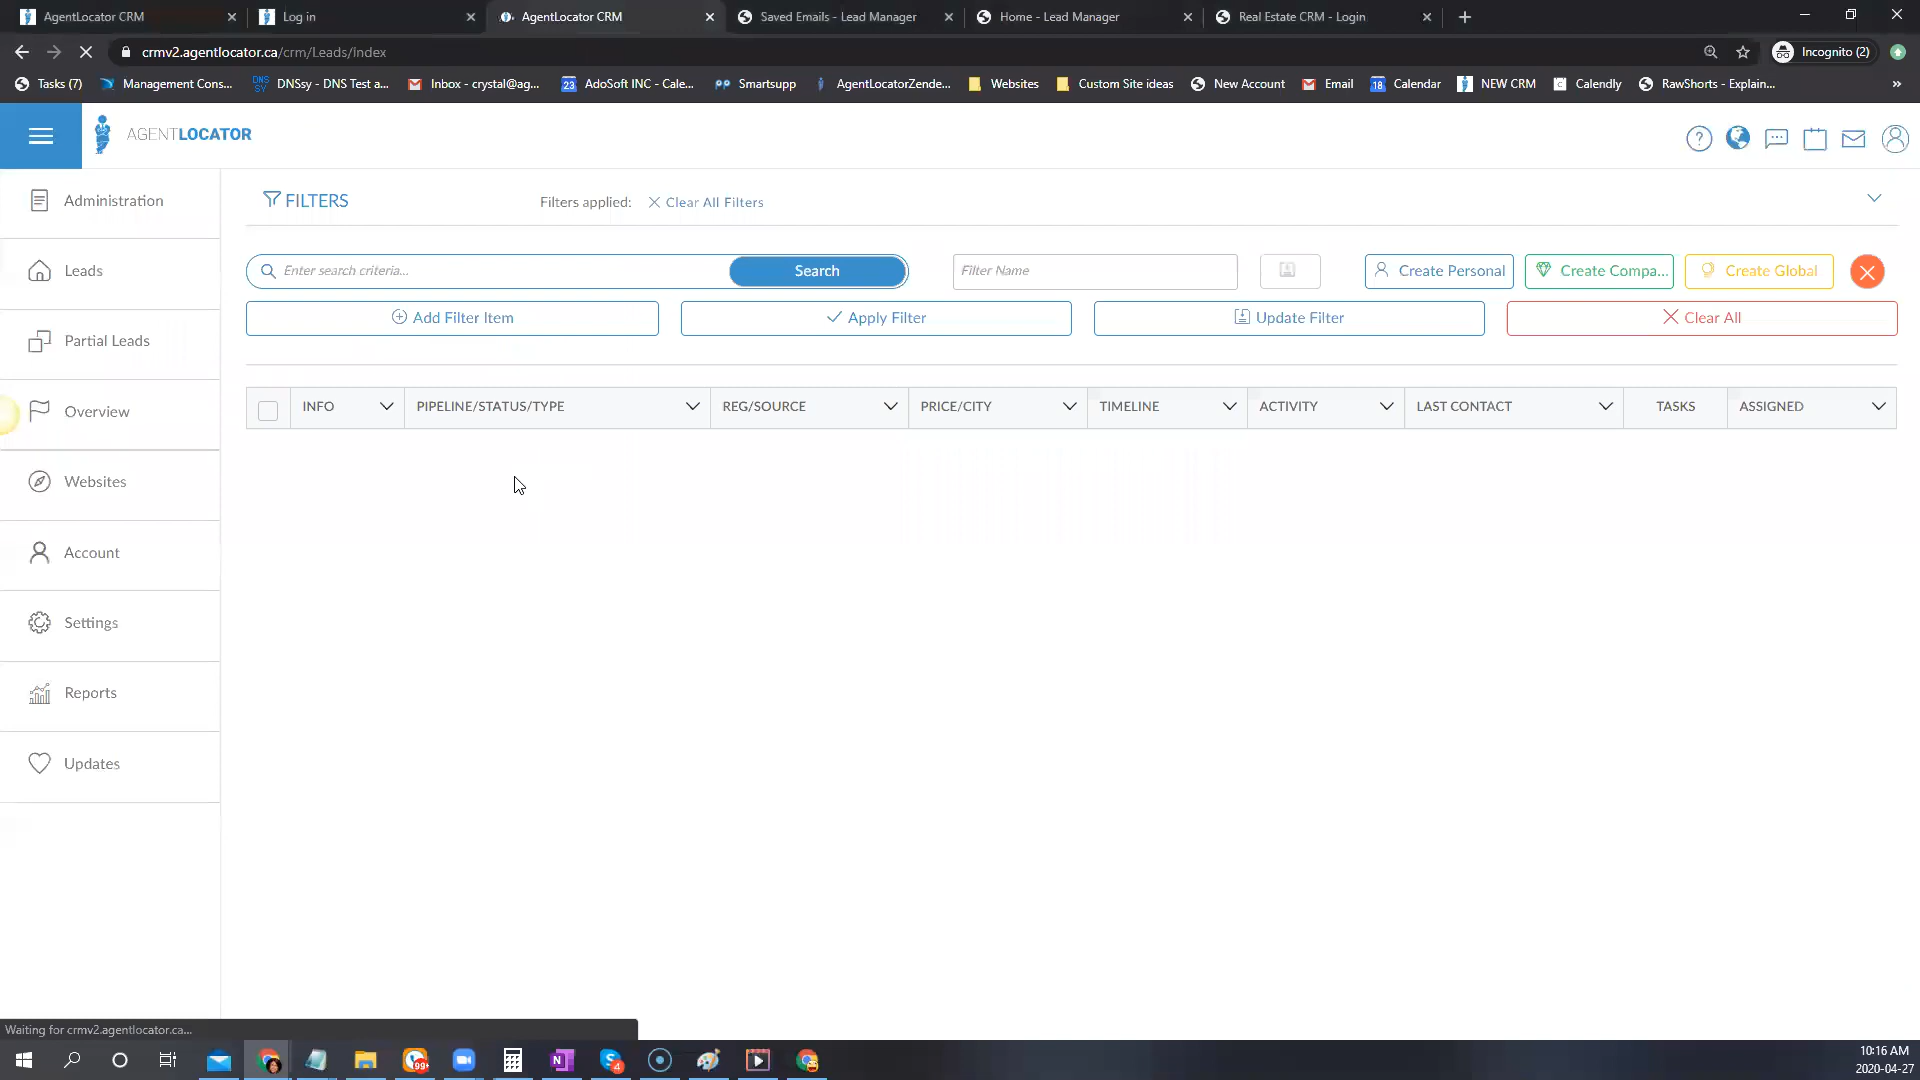 AgentLocator CRM
Log in
AgentLocator CRM
Saved Emails - Lead Manager
Home - Lead Manager
Real Estate CRM - Login
crmv2.agentlocator.ca/crm/Leads/Index
Incognito (2)
Tasks (7)
Management Cons...
DNSsy - DNS Test a...
Inbox - crystal@ag...
23
AdoSoft INC - Cale...
Smartsupp
AgentLocatorZende...
Websites
Custom Site ideas
New Account
Email
18
Calendar
NEW CRM
Calendly
RawShorts - Explain...
»
AGENTLOCATOR
Administration
Leads
Partial Leads
Overview
Websites
Account
Settings
Reports
Updates
FILTERS
Filters applied:
Clear All Filters
Enter search criteria...
Search
Filter Name
Create Personal
Create Compa...
Create Global
Add Filter Item
Apply Filter
Update Filter
Clear All
INFO
PIPELINE/STATUS/TYPE
REG/SOURCE
PRICE/CITY
TIMELINE
ACTIVITY
LAST CONTACT
TASKS
ASSIGNED
Waiting for crmv2.agentlocator.ca...
99+
4
10:16 AM
2020-04-27